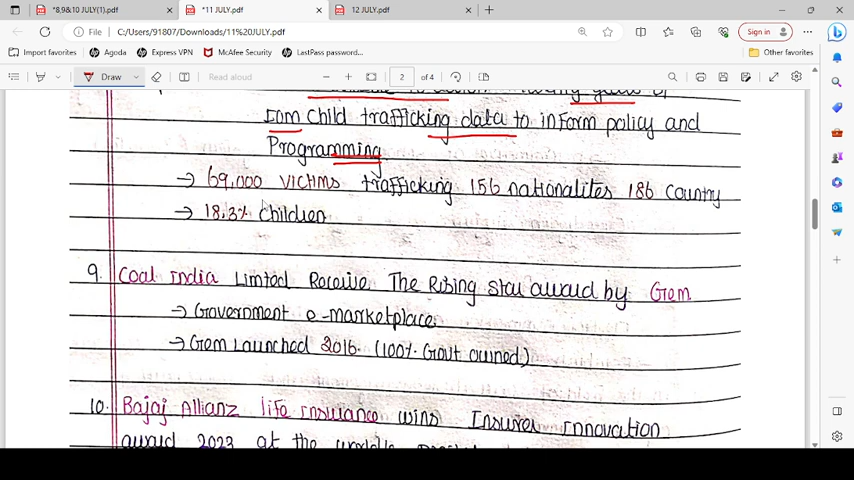 *8,9&10 JULY(1).pdf
*11 JULY.pdf
12 JULY.pdf
File
C:/Users/91807/Downloads/11%20JULY.pdf
Sign in
Import favorites
Agoda
Express VPN
McAfee Security
LastPass password...
Other favorites
Draw
Read aloud
2
of 4
Iom Child trafficking data to inform policy and
Programming
→ 69,000 victims trafficking 156 nationalites 186 country
→ 18.3% children
9. Coal india Limted Receive The Rising Star award by Gem
→ Government e-marketplace
→ Gem Launched 2016. (100% Govt owned)
10. Bajaj Allianz life insurance wins Insurer Innovation
award 2023 at the